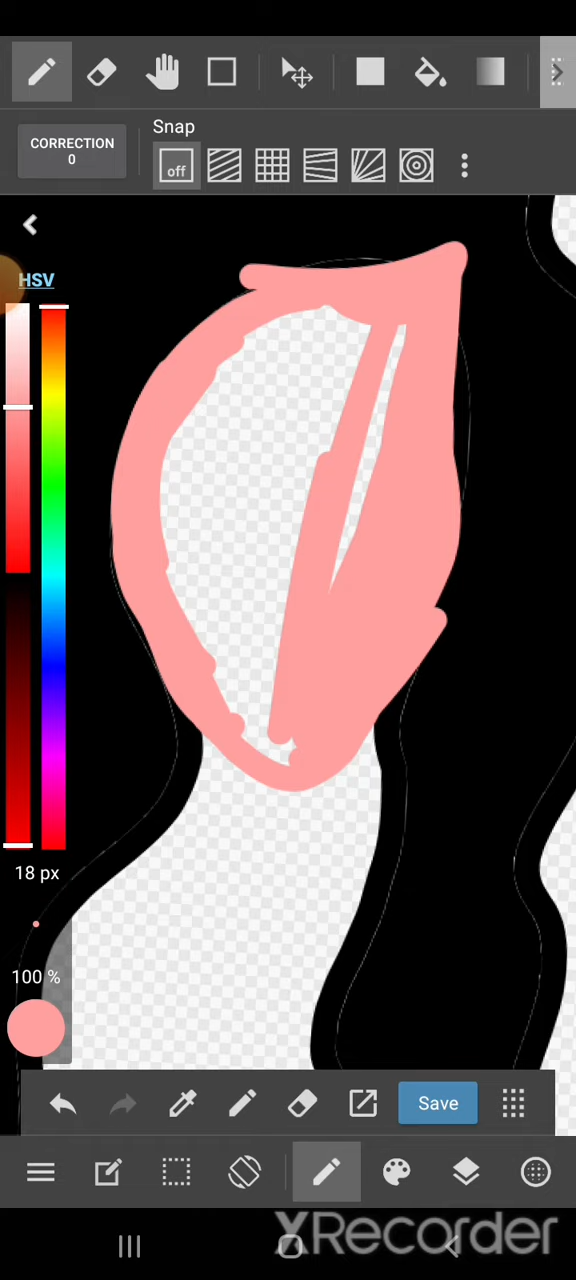 CORRECTION
0
Snap
off
HSV
18 px
100 %
Save
XRecorder